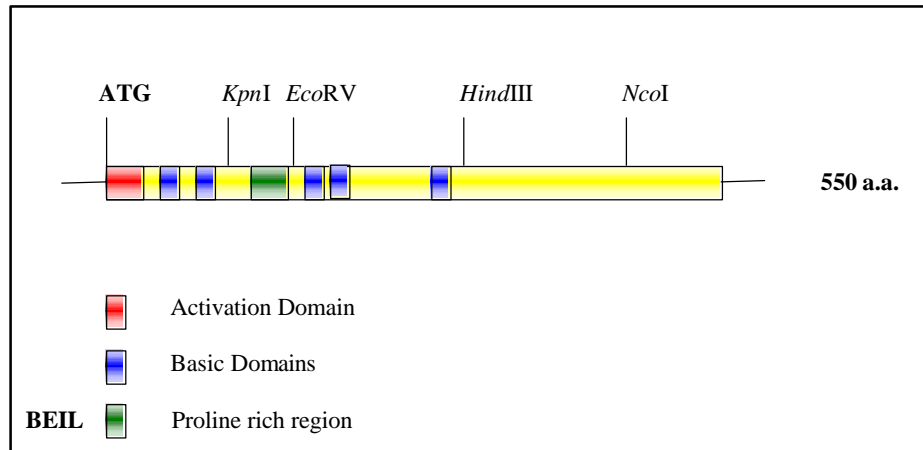 ATG KpnI EcoRV HindIII NcoI
550 a.a.
Activation Domain
Basic Domains
BEIL Proline rich region